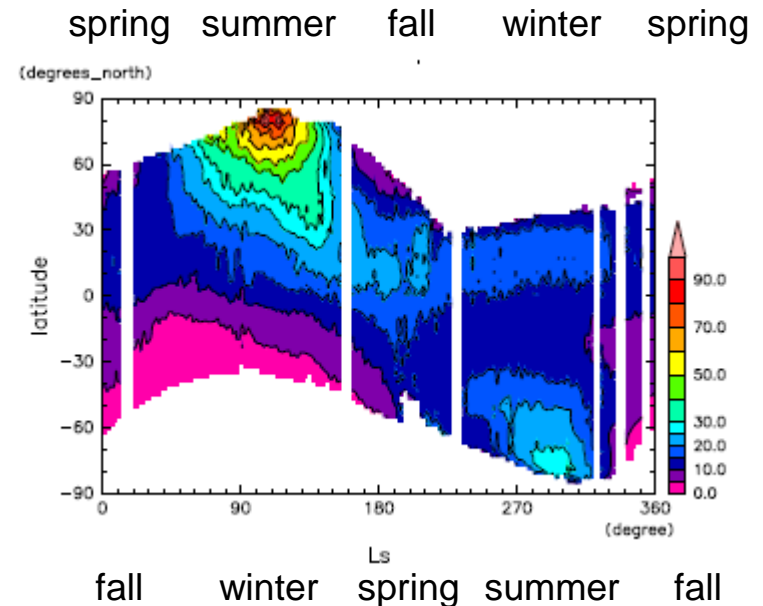 spring summer fall winter spring
(degrees_north)
90
60
30
0
-30
-60
-90
latitude
0 90 180 270 360
(degree)
Ls
90.0
70.0
50.0
30.0
20.0
10.0
0.0
fall winter spring summer fall